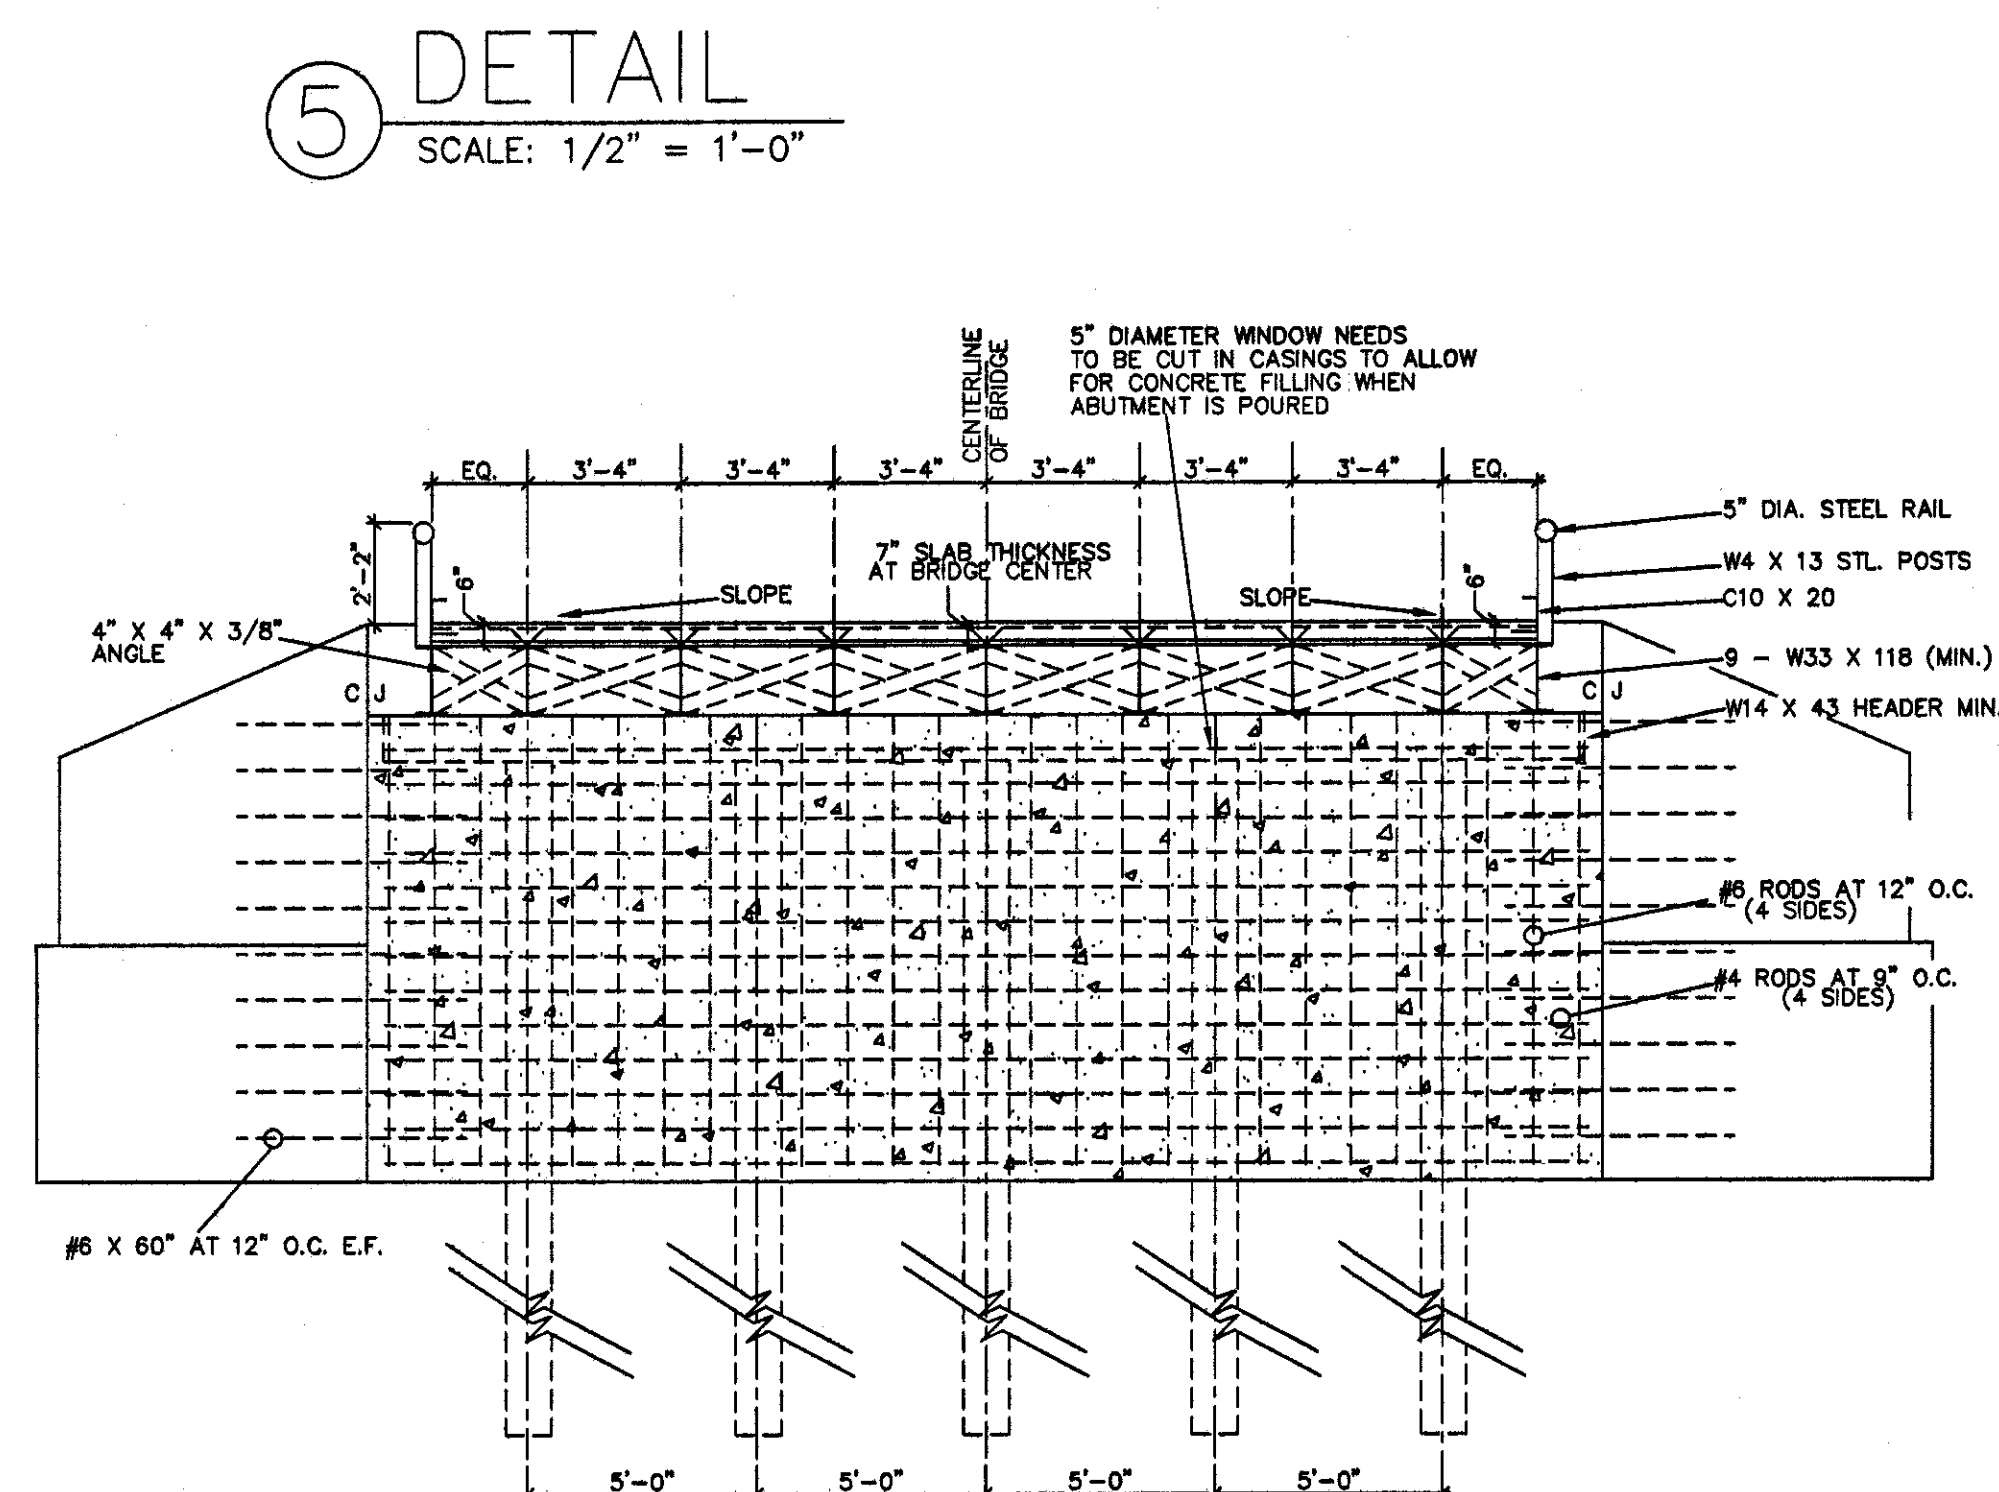 5
DETAIL
SCALE: 1/2" = 1'-0"
CENTERLINE
OF BRIDGE
5" DIAMETER WINDOW NEEDS
TO BE CUT IN CASINGS TO ALLOW
FOR CONCRETE FILLING WHEN
ABUTMENT IS POURED
EQ. 3'-4" 3'-4" 3'-4" 3'-4" 3'-4" 3'-4" EQ.
2'-2"
6"
7" SLAB THICKNESS
AT BRIDGE CENTER
SLOPE
SLOPE
6"
5" DIA. STEEL RAIL
W4 X 13 STL. POSTS
C10 X 20
4" X 4" X 3/8"
ANGLE
9 - W33 X 118 (MIN.)
C J
C J
W14 X 43 HEADER MIN.
#6 RODS AT 12" O.C.
(4 SIDES)
#4 RODS AT 9" O.C.
(4 SIDES)
#6 X 60" AT 12" O.C. E.F.
5'-0" 5'-0" 5'-0" 5'-0"